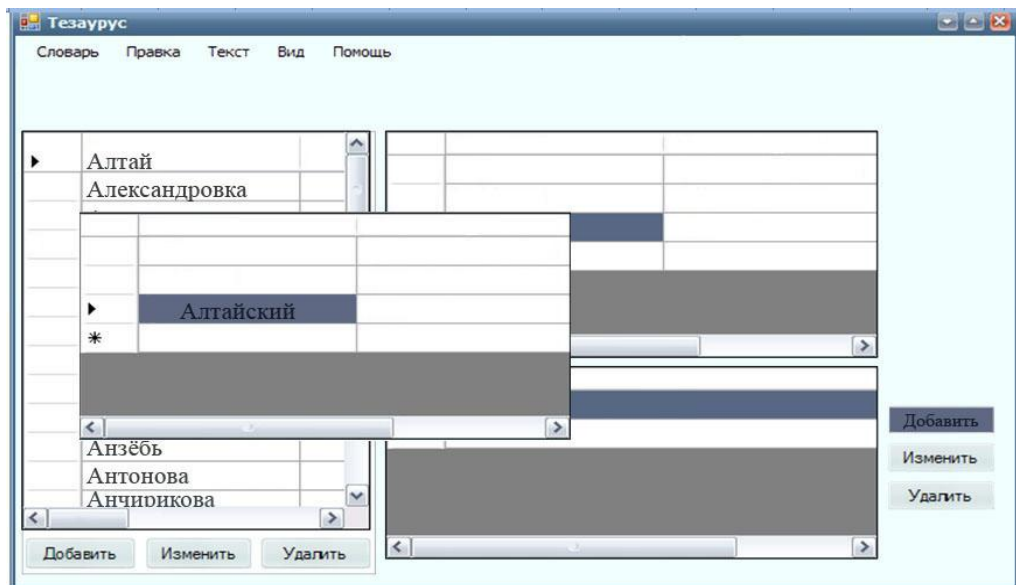 Тезаурус
Словарь Правка Текст Вид Помощь
Алтай
Александровка
Алтайский
*
Анзёбь
Антонова
Анчирикова
Добавить
Изменить
Удалить
Добавить Изменить Удалить